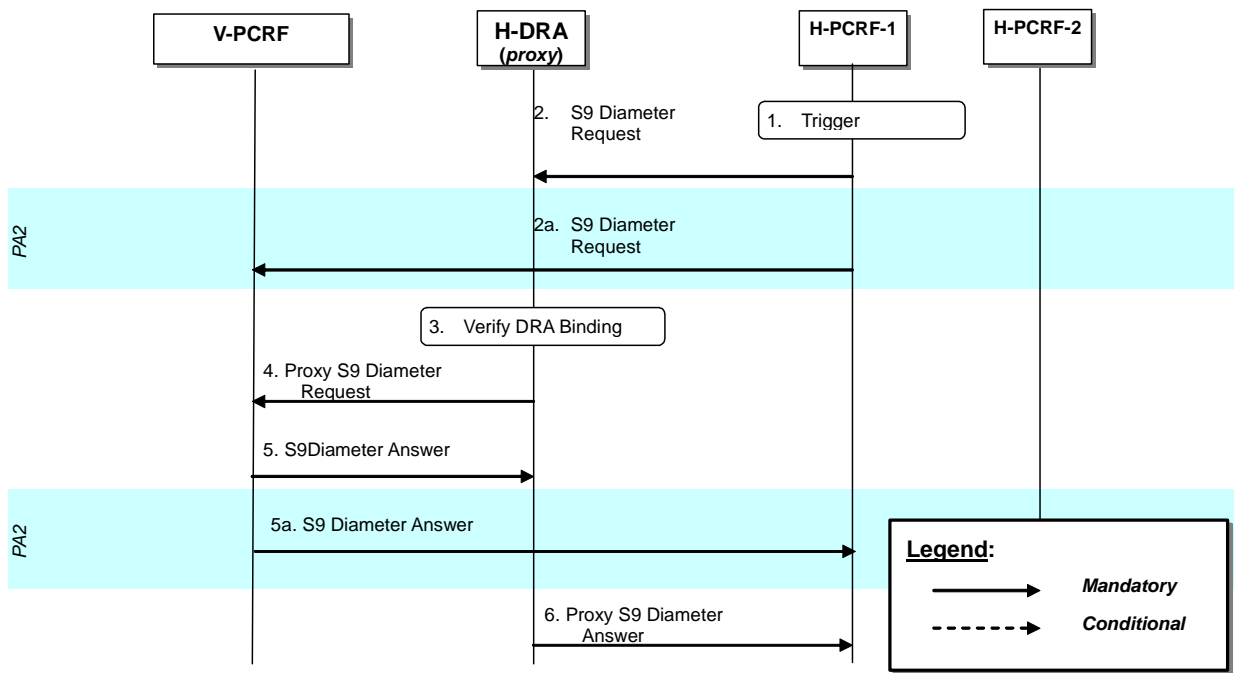 V-PCRF
H-DRA
(proxy)
H-PCRF-1
H-PCRF-2
2. S9 Diameter
Request
1. Trigger
PA2
2a. S9 Diameter
Request
3. Verify DRA Binding
4. Proxy S9 Diameter
Request
5. S9Diameter Answer
PA2
5a. S9 Diameter Answer
Legend:
Mandatory
Conditional
6. Proxy S9 Diameter
Answer